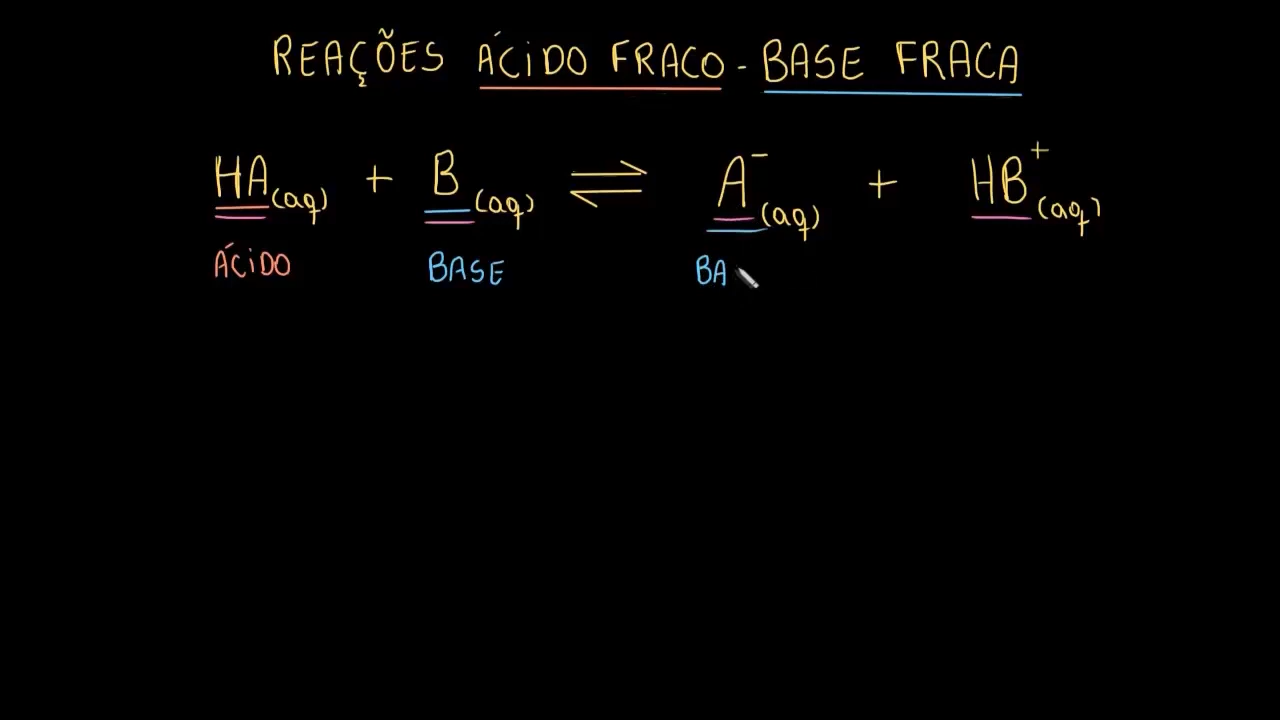 REAÇÕES ÁCIDO FRACO - BASE FRACA
HA(aq) + B(aq) ⇌ A⁻(aq) + HB⁺(aq)
ÁCIDO BASE BA